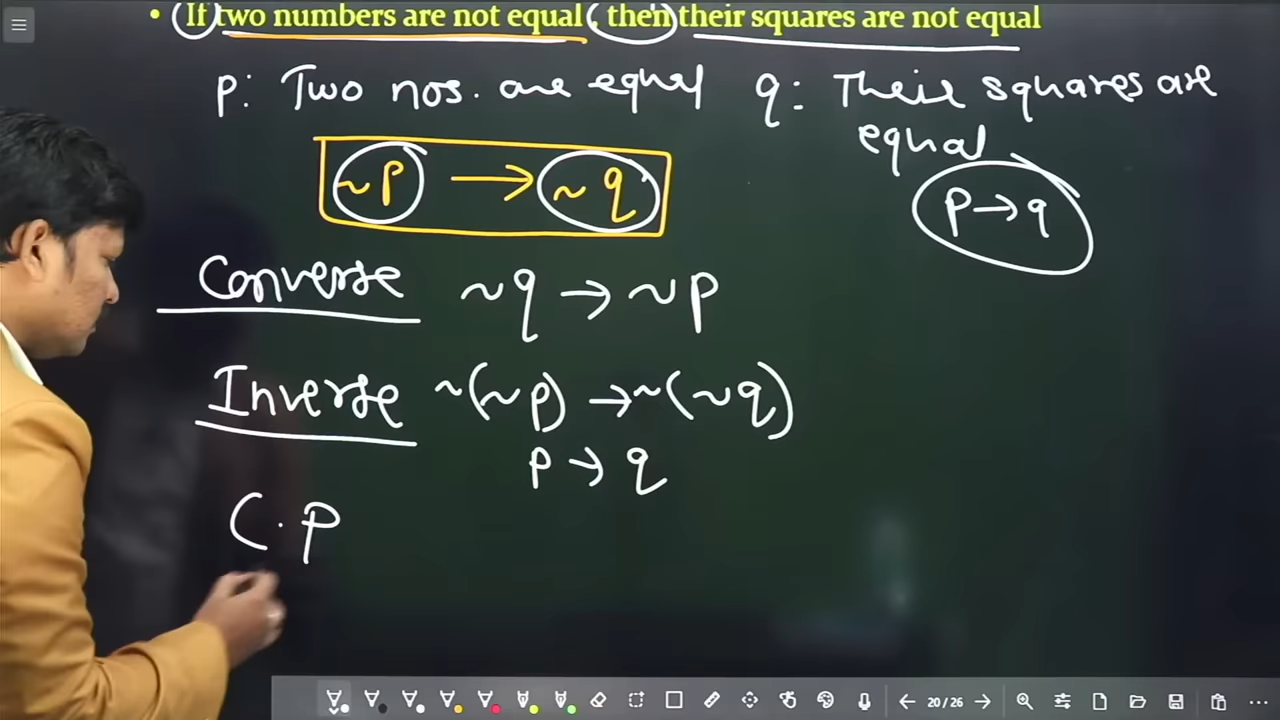 • If two numbers are not equal, then their squares are not equal
p: Two nos. are equal q: Their squares are
equal
~p → ~q
p → q
Converse ~q → ~p
Inverse ~(~p) → ~(~q)
p → q
C.P
20 / 26